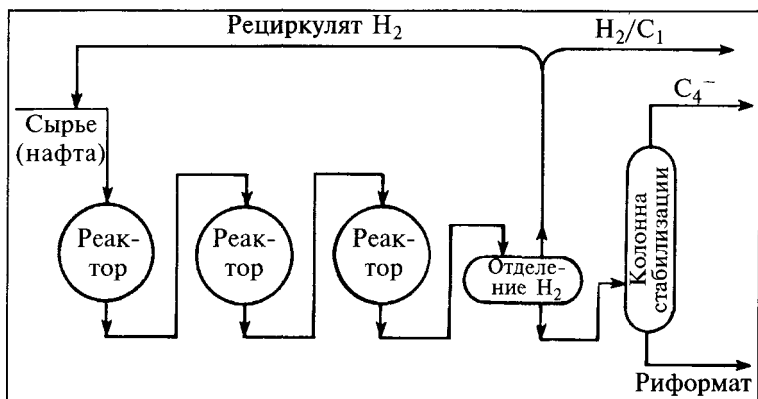 Рециркулят H₂
H₂/C₁
C₄⁻
Сырье
(нафта)
Реак-
тор
Реак-
тор
Реак-
тор
Отделе-
ние H₂
Колонна
стабилизации
Риформат